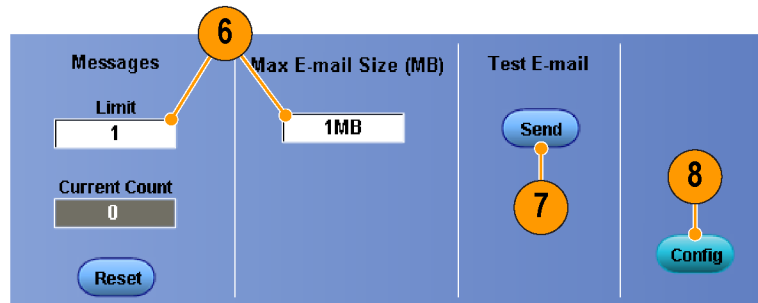 6
Messages
Max E-mail Size (MB)
Test E-mail
Limit
1
1MB
Send
Current Count
0
7
8
Reset
Config